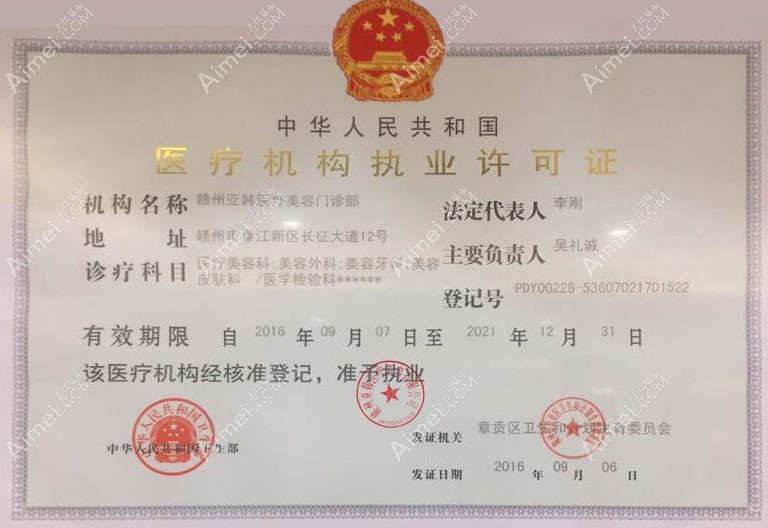 中华人民共和国
医疗机构执业许可证
机构名称 赣州亚韩医疗美容门诊部
法定代表人 李刚
地址 赣州市章江新区长征大道12号
主要负责人 吴礼诚
诊疗科目 医疗美容科;美容外科;美容牙科;美容
皮肤科 /医学检验科******
登记号 PDY00228-536070217D1522
有效期限 自 2016 年 09 月 07 日至 2021 年 12 月 31 日
该医疗机构经核准登记，准予执业
中华人民共和国卫生部
发证机关 章贡区卫生和计划生育委员会
发证日期 2016 年 09 月 06 日
Aimei.COM